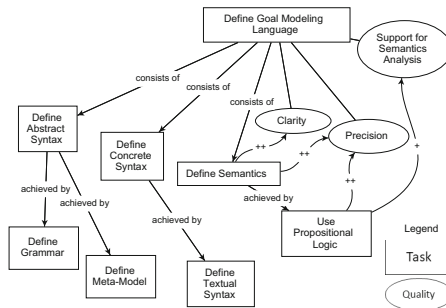 Define Goal Modeling
Language
Support for
Semantics
Analysis
consists of
consists of
consists of
Define
Abstract
Syntax
Define
Concrete
Syntax
Clarity
Precision
++
++
+
Define Semantics
++
achieved by
achieved by
achieved by
achieved by
Use
Propositional
Logic
Define
Grammar
Define
Meta-Model
Define
Textual
Syntax
Legend
Task
Quality